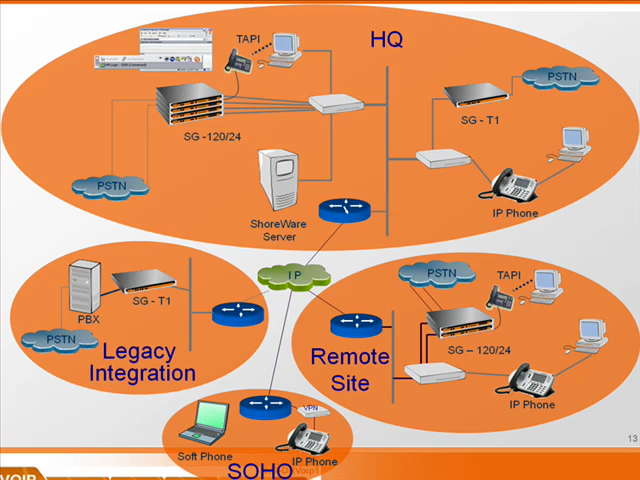 TAPI
HQ
PSTN
SG - T1
SG -120/24
PSTN
ShoreWare
Server
IP Phone
IP
PSTN
TAPI
SG - T1
PBX
PSTN
Legacy
Integration
Remote
Site
SG – 120/24
IP Phone
VPN
Soft Phone
IP Phone
SOHO
13
VOIP